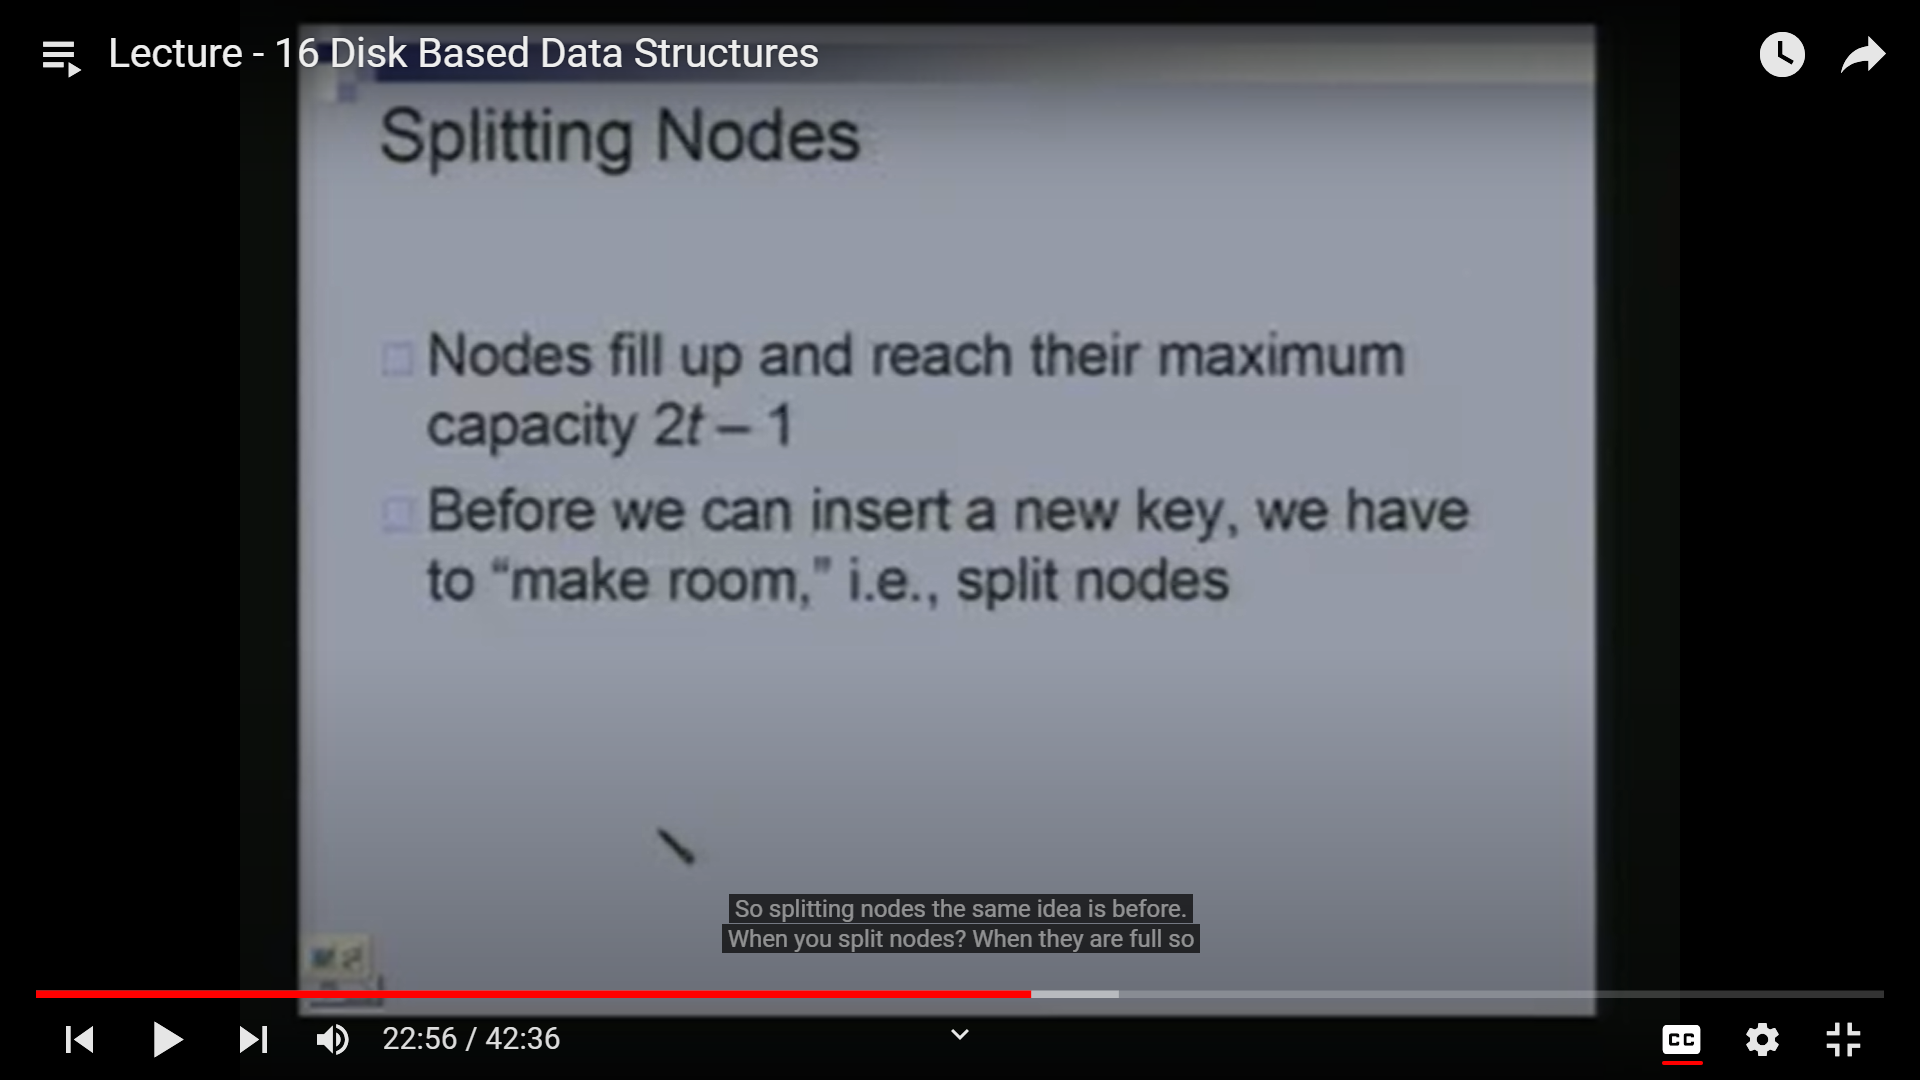 Lecture - 16 Disk Based Data Structures
Splitting Nodes
Nodes fill up and reach their maximum
capacity 2t – 1
Before we can insert a new key, we have
to “make room,” i.e., split nodes
So splitting nodes the same idea is before.
When you split nodes? When they are full so
22:56 / 42:36
CC